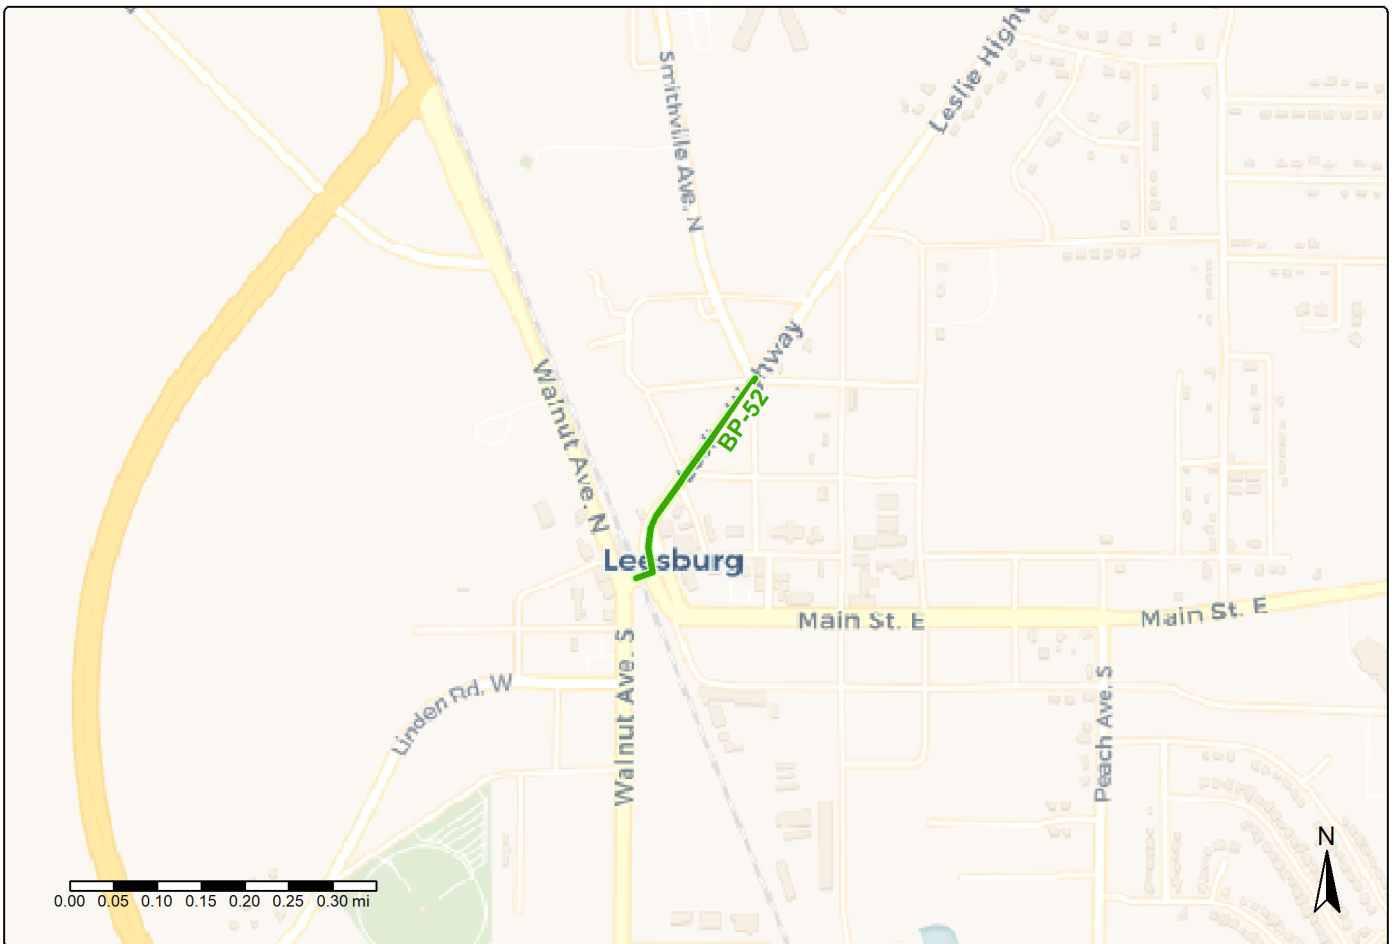 Smithville Ave. N
Leslie High
hway
BP-52
Walnut Ave. N
Leesburg
Main St. E
Main St. E
Walnut Ave. S
Linden Rd. W
Peach Ave. S
N
0.00 0.05 0.10 0.15 0.20 0.25 0.30 mi